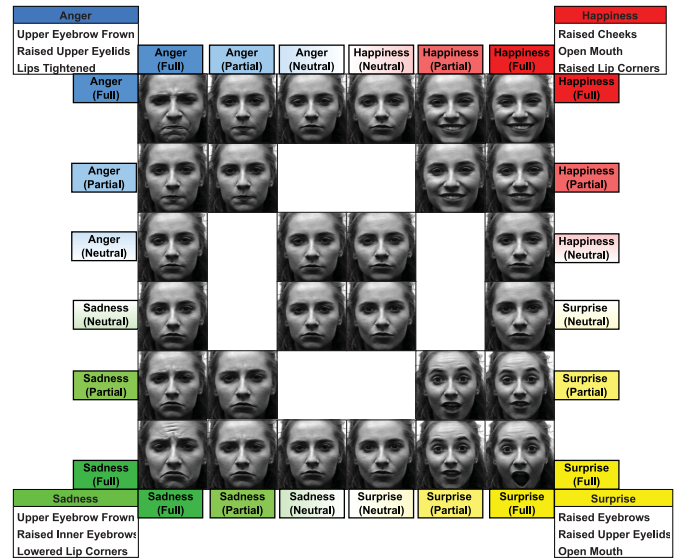 Anger
Upper Eyebrow Frown
Raised Upper Eyelids
Lips Tightened
Happiness
Raised Cheeks
Open Mouth
Raised Lip Corners
Anger (Full)
Anger (Partial)
Anger (Neutral)
Happiness (Neutral)
Happiness (Partial)
Happiness (Full)
Anger (Full)
Happiness (Full)
Anger (Partial)
Happiness (Partial)
Anger (Neutral)
Happiness (Neutral)
Sadness (Neutral)
Surprise (Neutral)
Sadness (Partial)
Surprise (Partial)
Sadness (Full)
Surprise (Full)
Sadness (Full)
Sadness (Partial)
Sadness (Neutral)
Surprise (Neutral)
Surprise (Partial)
Surprise (Full)
Sadness
Upper Eyebrow Frown
Raised Inner Eyebrows
Lowered Lip Corners
Surprise
Raised Eyebrows
Raised Upper Eyelids
Open Mouth